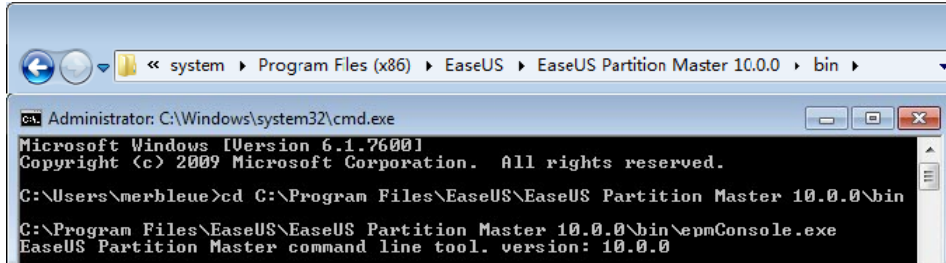 « system ▸ Program Files (x86) ▸ EaseUS ▸ EaseUS Partition Master 10.0.0 ▸ bin ▸
Administrator: C:\Windows\system32\cmd.exe
Microsoft Windows [Version 6.1.7600]
Copyright (c) 2009 Microsoft Corporation.  All rights reserved.
C:\Users\merbleue>cd C:\Program Files\EaseUS\EaseUS Partition Master 10.0.0\bin
C:\Program Files\EaseUS\EaseUS Partition Master 10.0.0\bin\epmConsole.exe
EaseUS Partition Master command line tool. version: 10.0.0